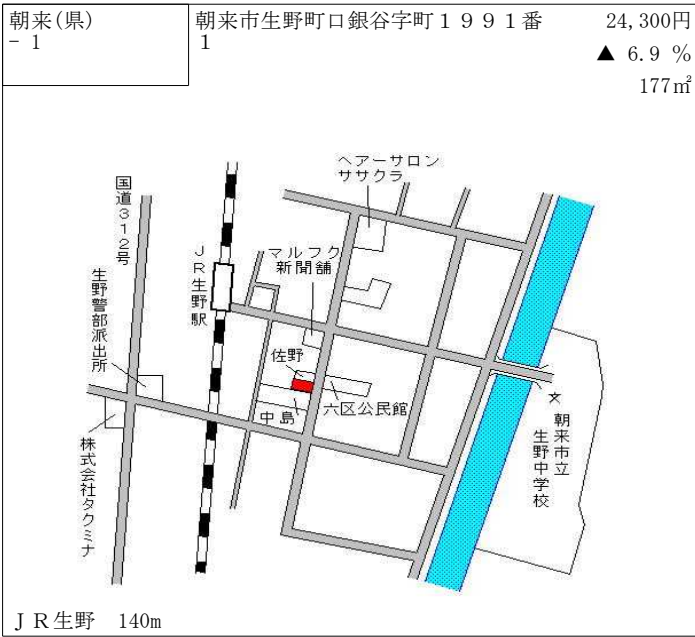 朝来(県)
- 1
朝来市生野町口銀谷字町１９９１番
1
24,300円
▲ 6.9 %
177㎡
ヘアーサロン
ササクラ
国道３１２号
ＪＲ生野駅
マルフク
新聞舗
生野警部派出所
佐野
中島
六区公民館
株式会社タクミナ
朝来市立
生野中学校
文
ＪＲ生野　140m